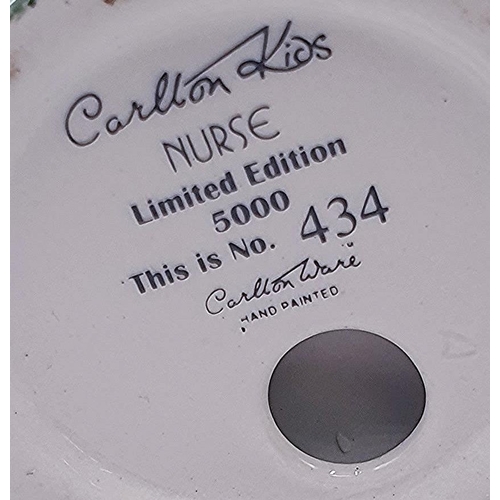 Carlton Kids
NURSE
Limited Edition
5000
This is No. 434
Carlton Ware
HAND PAINTED